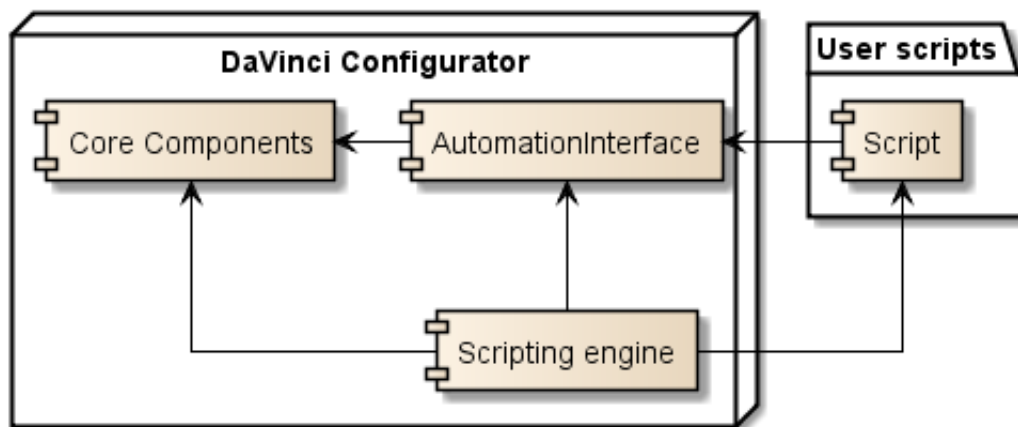 DaVinci Configurator
User scripts
Core Components
AutomationInterface
Script
Scripting engine